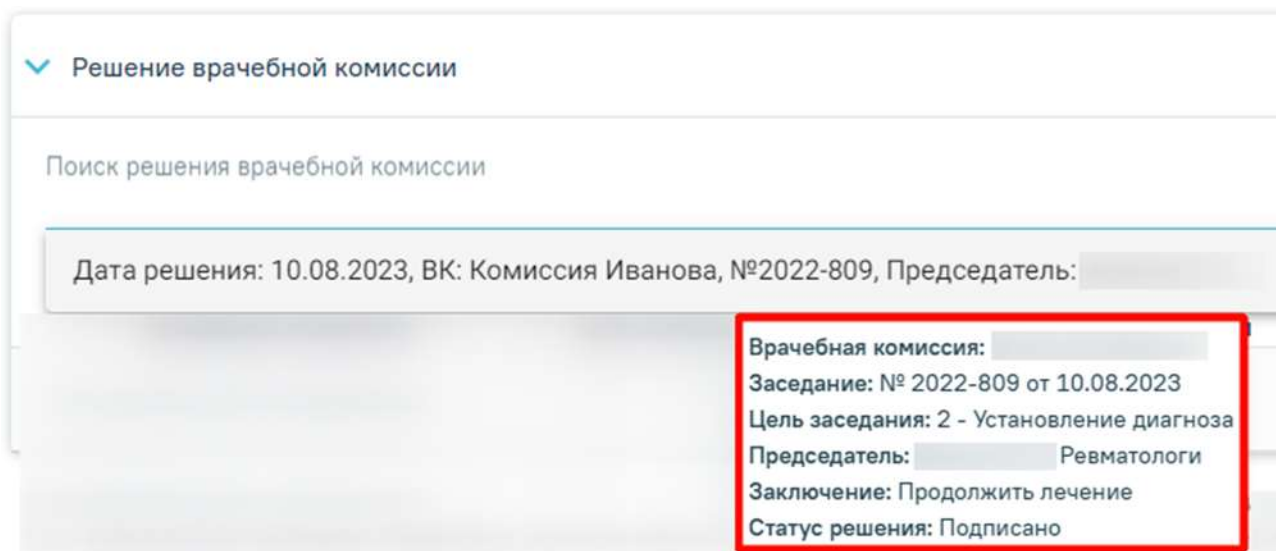 Решение врачебной комиссии
Поиск решения врачебной комиссии
Дата решения: 10.08.2023, ВК: Комиссия Иванова, №2022-809, Председатель:
Врачебная комиссия:
Заседание: № 2022-809 от 10.08.2023
Цель заседания: 2 - Установление диагноза
Председатель: Ревматологи
Заключение: Продолжить лечение
Статус решения: Подписано